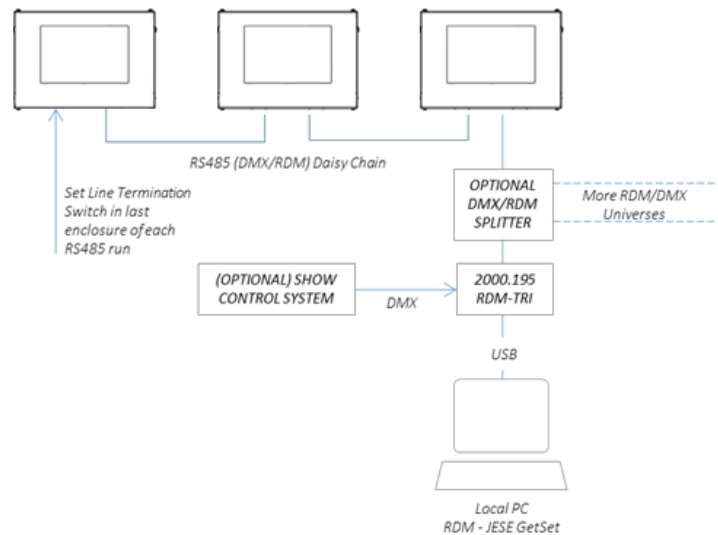 RS485 (DMX/RDM) Daisy Chain
Set Line Termination
Switch in last
enclosure of each
RS485 run
OPTIONAL
DMX/RDM
SPLITTER
More RDM/DMX
Universes
(OPTIONAL) SHOW
CONTROL SYSTEM
DMX
2000.195
RDM-TRI
USB
Local PC
RDM - JESE GetSet